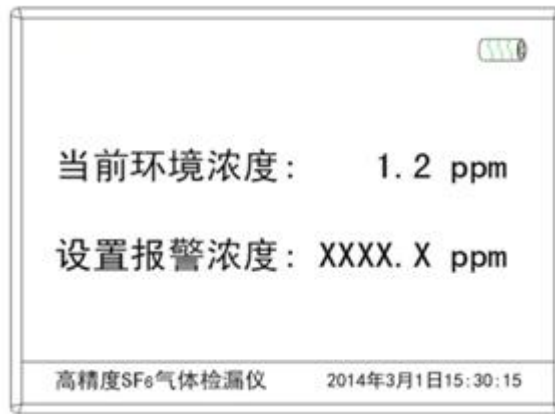 当前环境浓度: 1.2 ppm
设置报警浓度: XXXX.X ppm
高精度SF₆气体检漏仪 2014年3月1日15:30:15